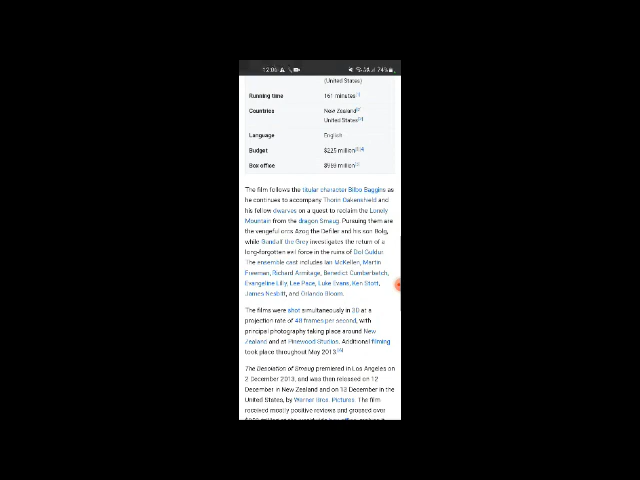 12:06
74%
(United States)
Running time 161 minutes
Countries New Zealand
United States
Language English
Budget $225 million
Box office million
The film follows the titular character Bilbo Baggins as
he continues to accompany Thorin Oakenshield and
his fellow dwarves on a quest to reclaim the Lonely
Mountain from the dragon Smaug. Pursuing them are
the vengeful orcs Azog the Defiler and his son Bolg,
while Gandalf the Grey investigates the return of a
long-forgotten evil force in the ruins of Dol Guldur.
The ensemble cast includes Ian McKellen, Martin
Freeman, Richard Armitage, Benedict Cumberbatch,
Evangeline Lilly, Lee Pace, Luke Evans, Ken Stott,
James Nesbitt, and Orlando Bloom.
The films were shot simultaneously in 3D at a
projection rate of 48 frames per second, with
principal photography taking place around New
Zealand and at Pinewood Studios. Additional filming
took place throughout May 2013.
The Desolation of Smaug premiered in Los Angeles on
2 December 2013, and was then released on 12
December in New Zealand and on 13 December in the
United States, by Warner Bros. Pictures. The film
received mostly positive reviews and grossed over